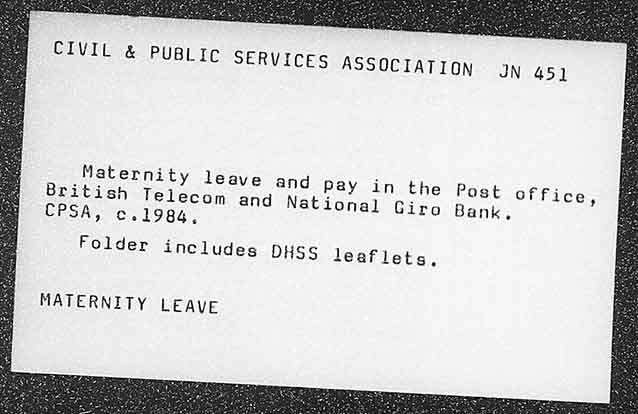 CIVIL & PUBLIC SERVICES ASSOCIATION JN 451
Maternity leave and pay in the Post office,
British Telecom and National Giro Bank.
CPSA, c.1984.
Folder includes DHSS leaflets.
MATERNITY LEAVE